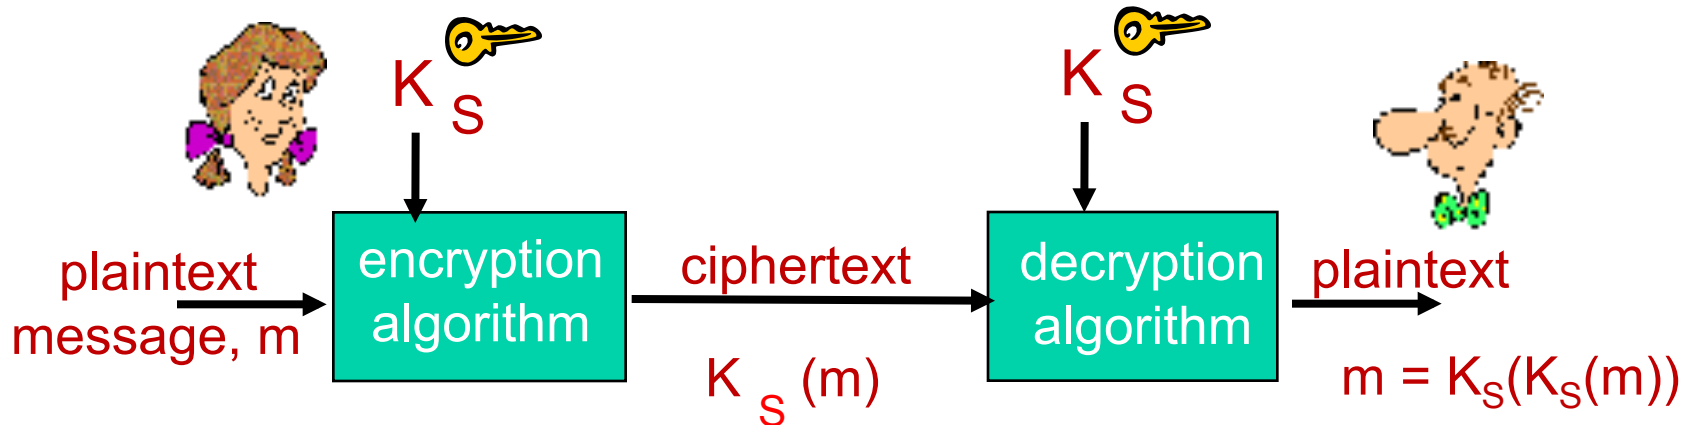 K S
K S
plaintext
message, m
encryption
algorithm
ciphertext
K S (m)
decryption
algorithm
plaintext
m = KS(KS(m))